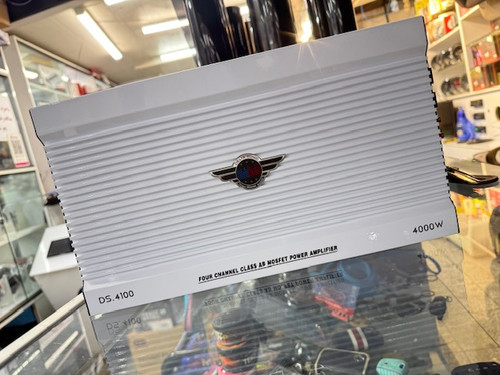 FOUR CHANNEL CLASS AB MOSFET POWER AMPLIFIER
DS.4100
4000W